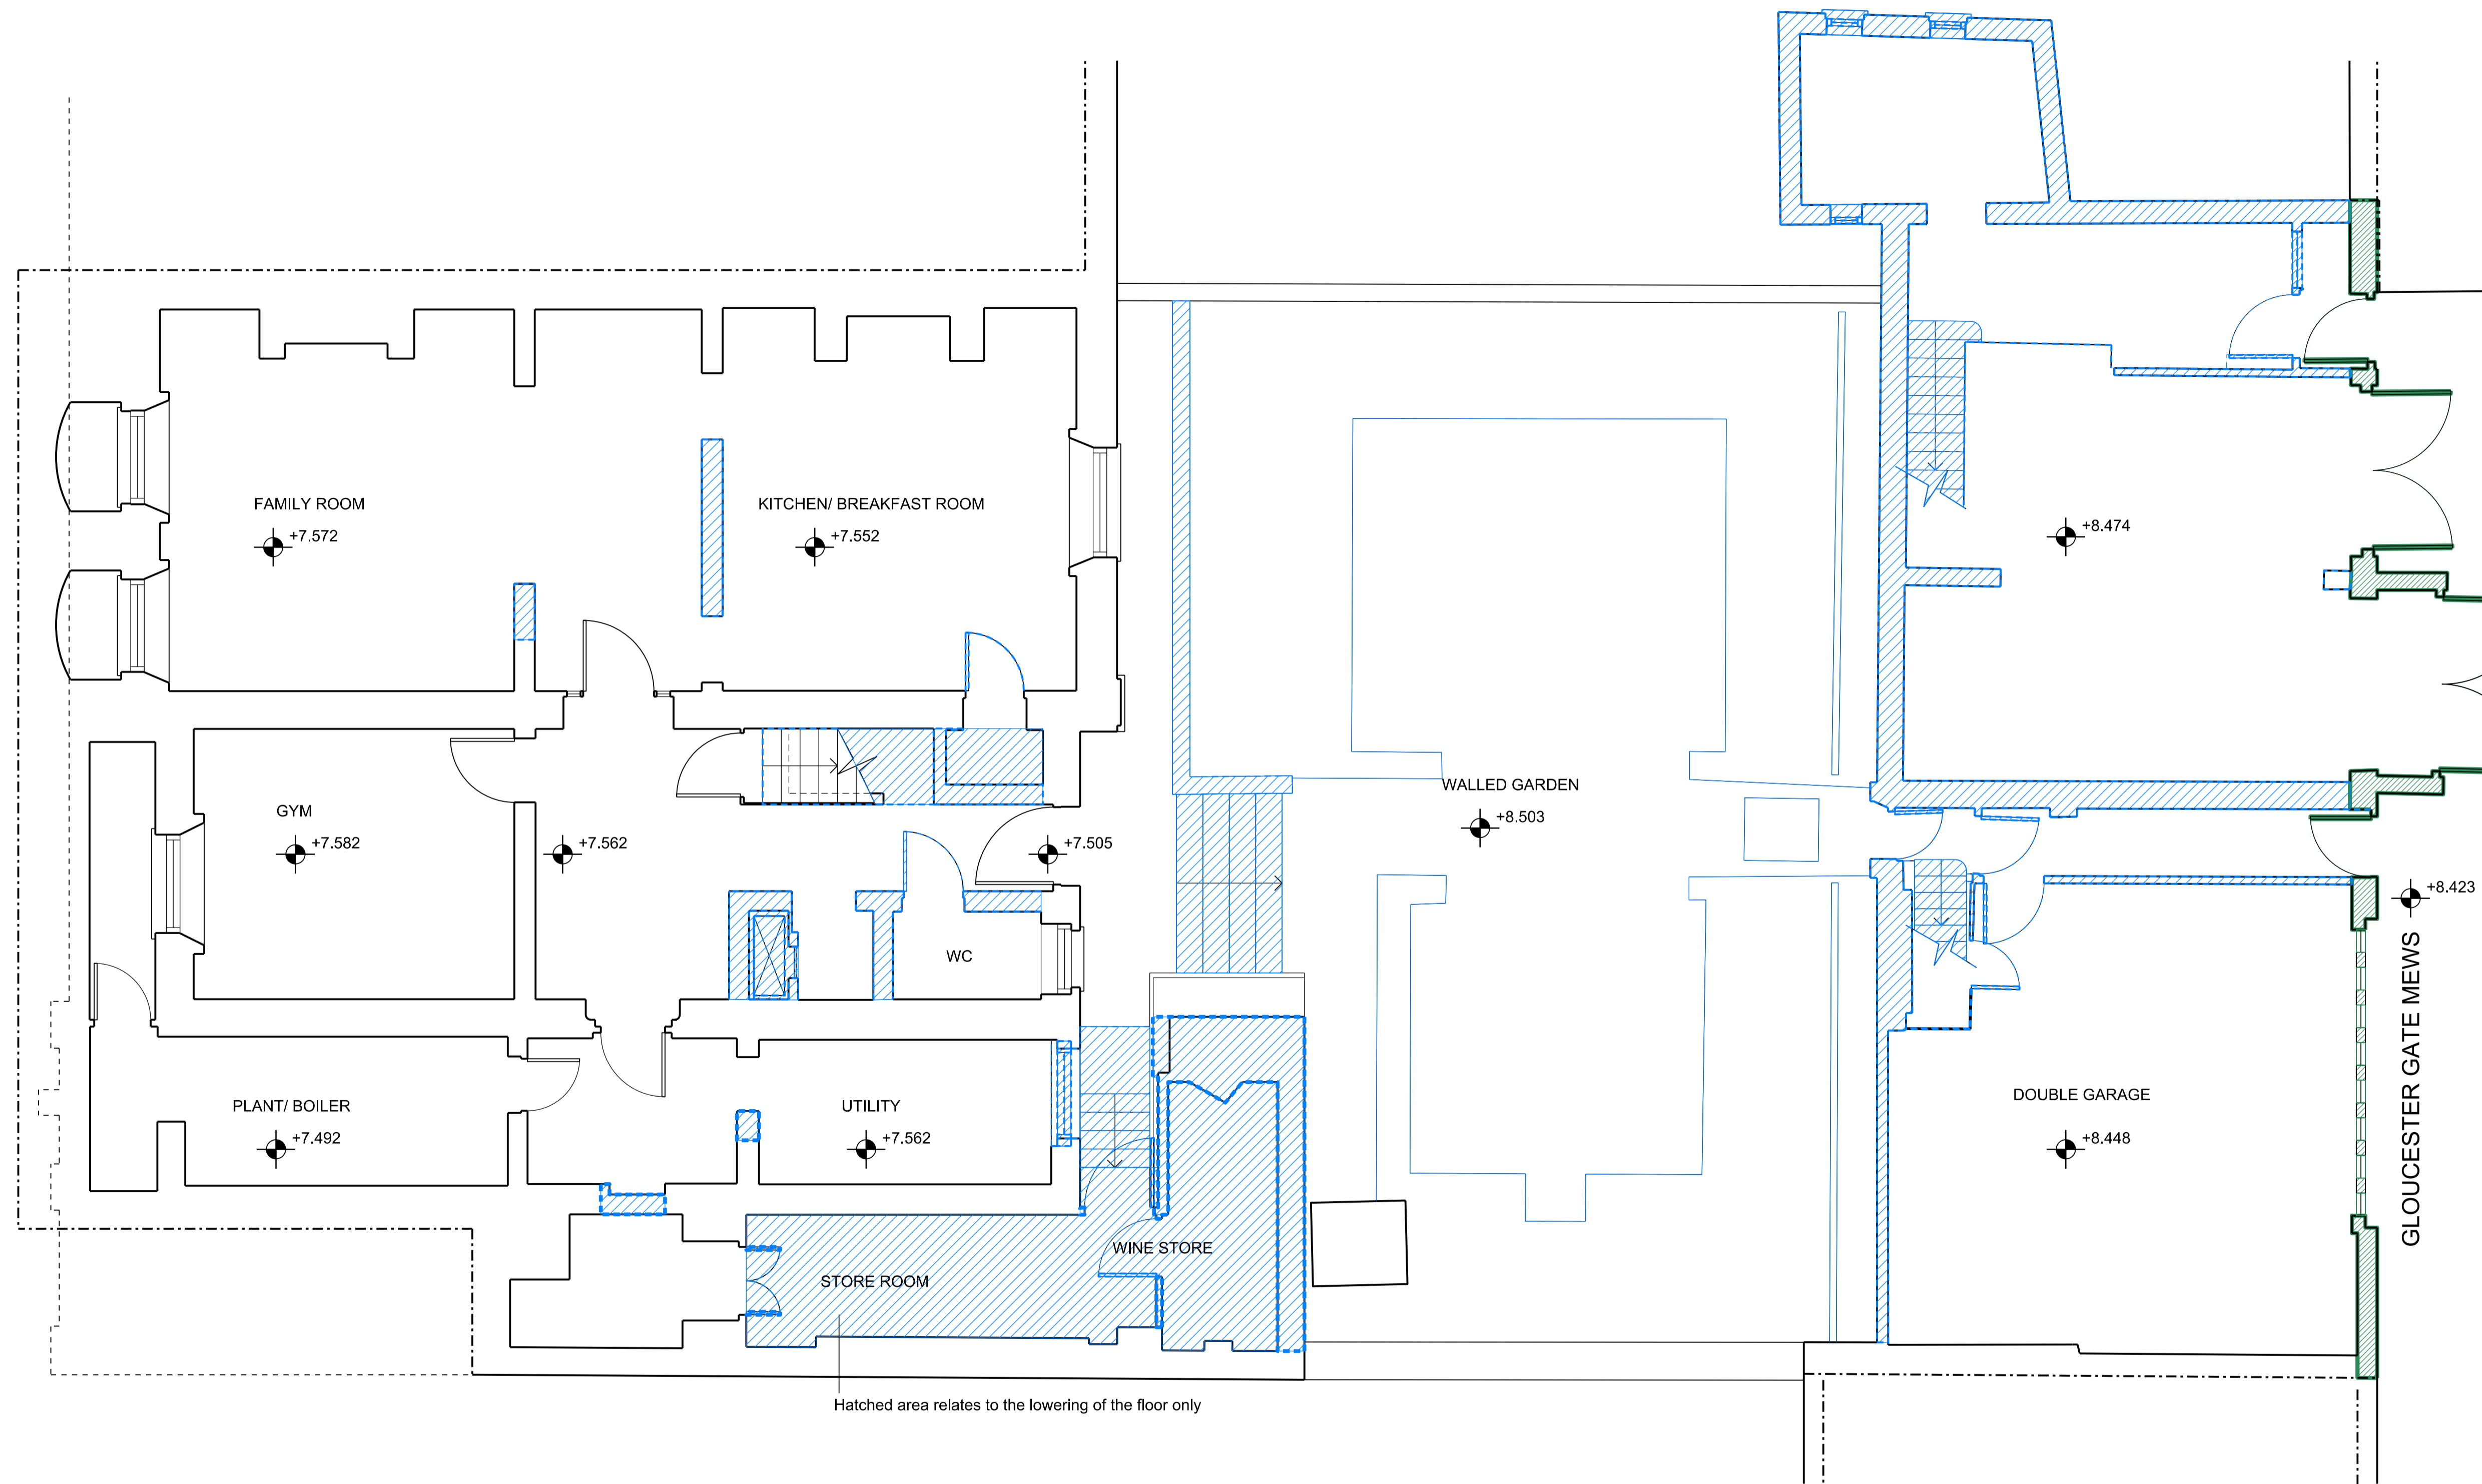 FAMILY ROOM
+7.572
KITCHEN/ BREAKFAST ROOM
+7.552
+8.474
WALLED GARDEN
+8.503
GYM
+7.582
+7.562
+7.505
WC
+8.423
GLOUCESTER GATE MEWS
PLANT/ BOILER
+7.492
UTILITY
+7.562
DOUBLE GARAGE
+8.448
WINE STORE
STORE ROOM
Hatched area relates to the lowering of the floor only